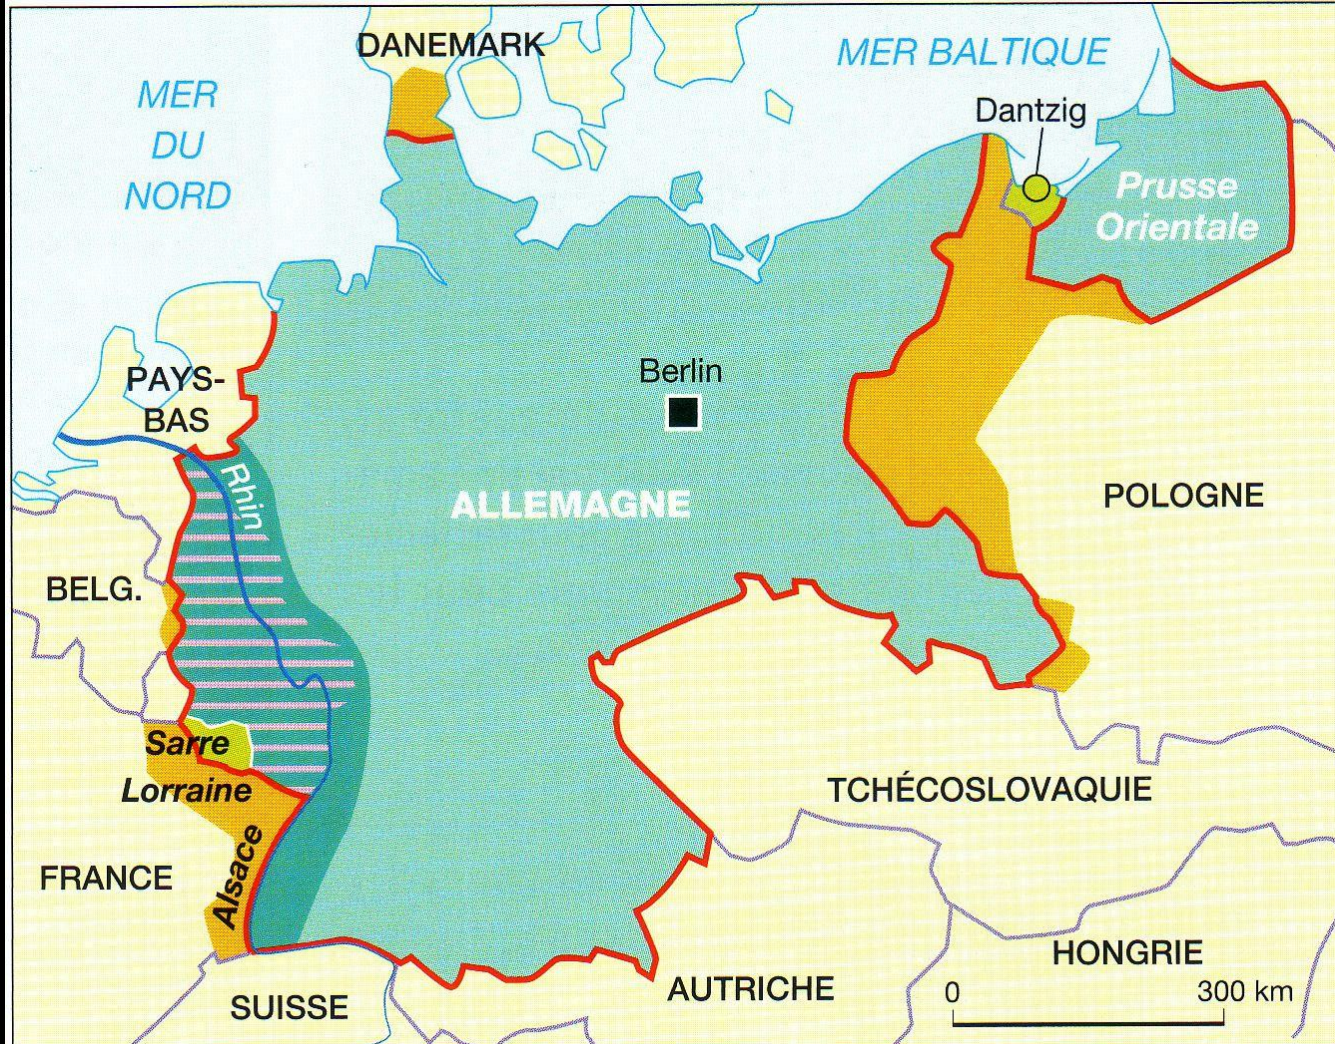 DANEMARK
MER BALTIQUE
MER
DU
NORD
Dantzig
Prusse
Orientale
PAYS-
BAS
Berlin
Rhin
ALLEMAGNE
POLOGNE
BELG.
Sarre
Lorraine
TCHÉCOSLOVAQUIE
Alsace
FRANCE
HONGRIE
AUTRICHE
SUISSE
0
300 km